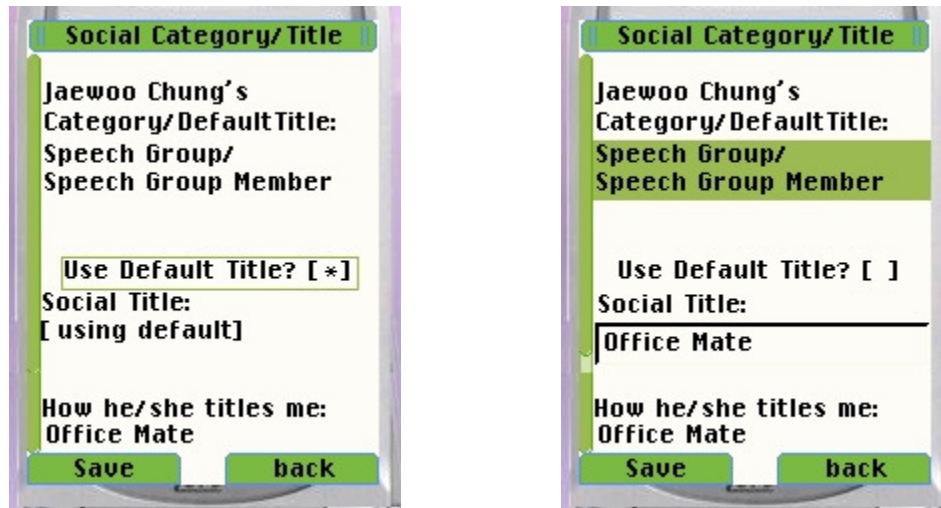 Social Category/Title
Jaewoo Chung's
Category/DefaultTitle:
Speech Group/
Speech Group Member
Use Default Title? [*]
Social Title:
[ using default]
How he/she titles me:
Office Mate
Save back
Social Category/Title
Jaewoo Chung's
Category/DefaultTitle:
Speech Group/
Speech Group Member
Use Default Title? [ ]
Social Title:
Office Mate
How he/she titles me:
Office Mate
Save back